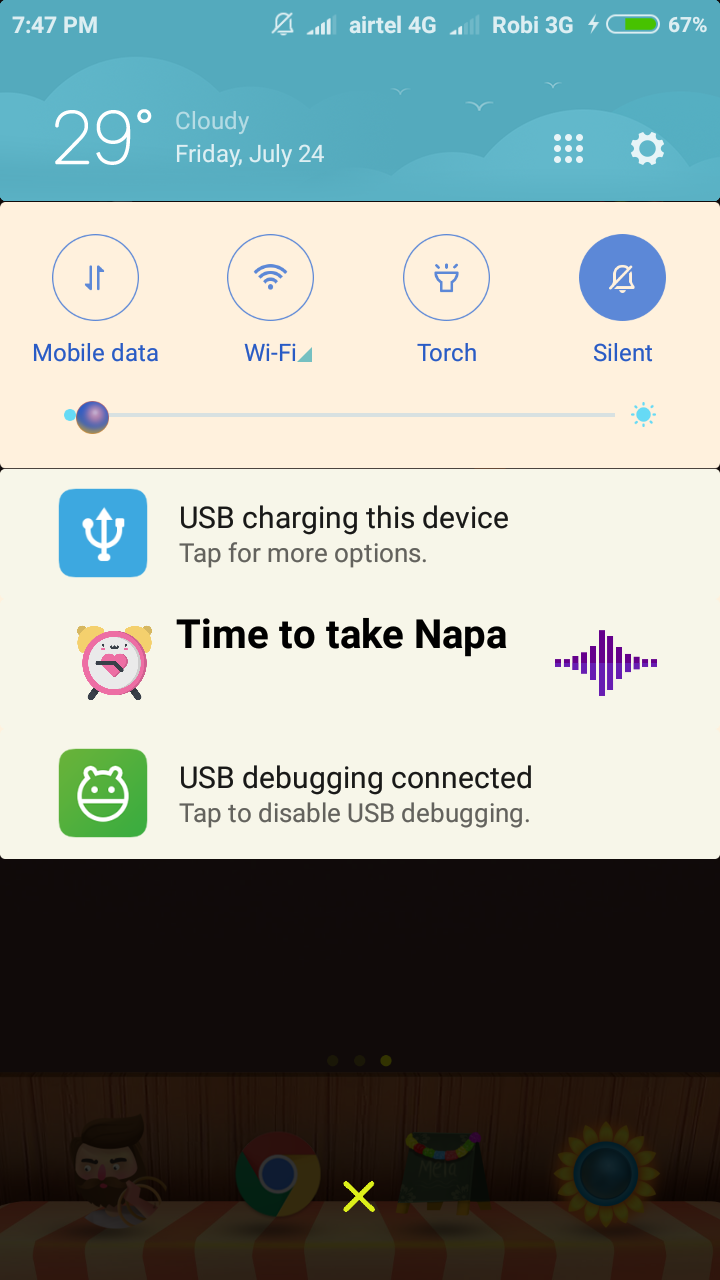 7:47 PM airtel 4G Robi 3G 67%
29° Cloudy
Friday, July 24
Mobile data Wi-Fi Torch Silent
USB charging this device
Tap for more options.
Time to take Napa
USB debugging connected
Tap to disable USB debugging.
Menu